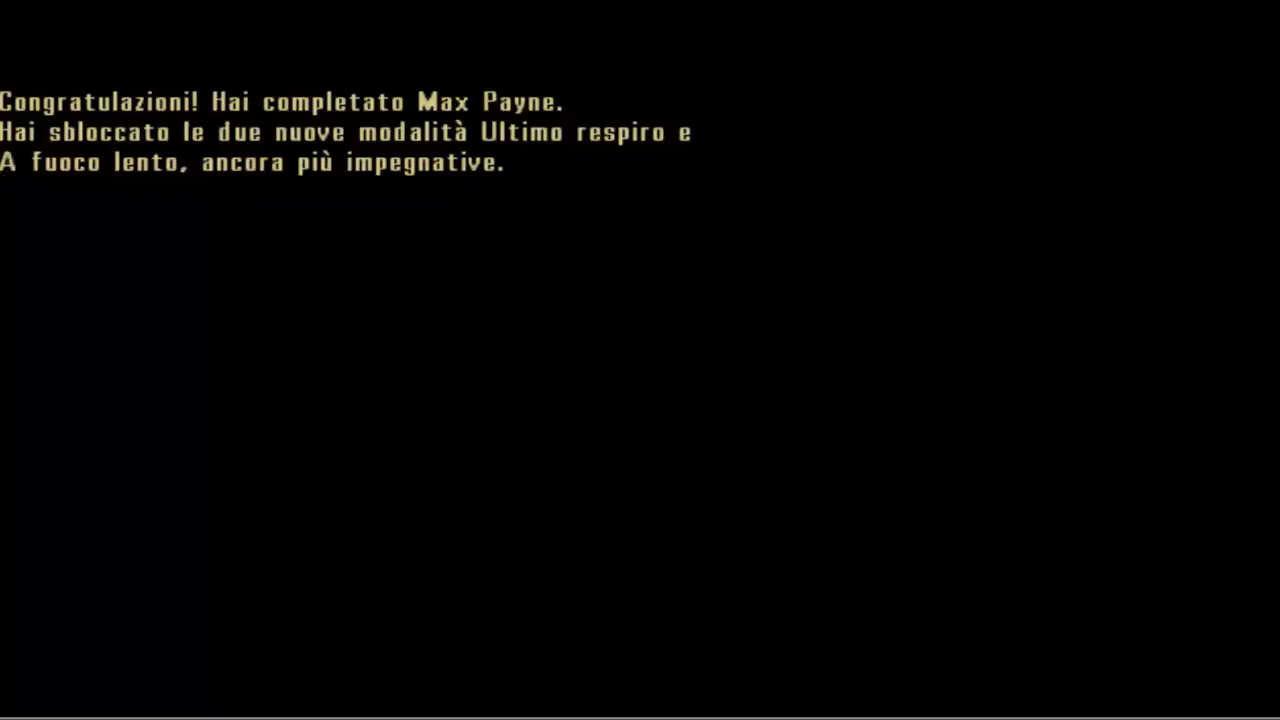 Congratulazioni! Hai completato Max Payne.
Hai sbloccato le due nuove modalità Ultimo respiro e
A fuoco lento, ancora più impegnative.